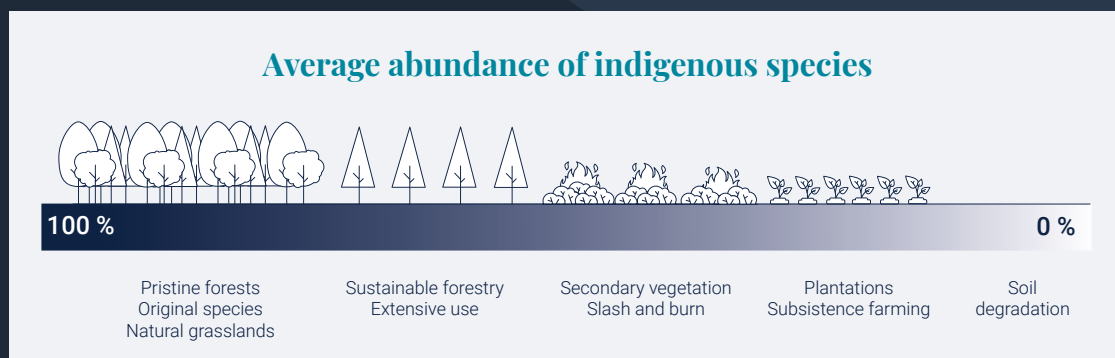 Average abundance of indigenous species
100 %
0 %
Pristine forests
Original species
Natural grasslands
Sustainable forestry
Extensive use
Secondary vegetation
Slash and burn
Plantations
Subsistence farming
Soil
degradation